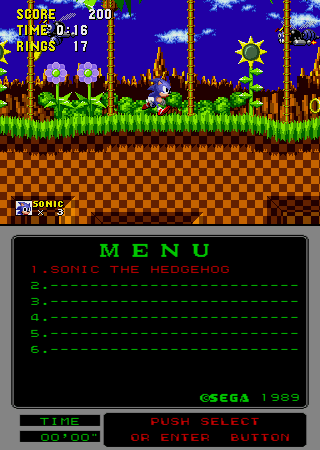 SCORE 200
TIME 0:16
RINGS 17
SONIC
× 3
MENU
1.SONIC THE HEDGEHOG
2.--------------------------------
3.--------------------------------
4.--------------------------------
5.--------------------------------
6.--------------------------------
©SEGA 1989
TIME
00'00"
PUSH SELECT
OR ENTER BUTTON